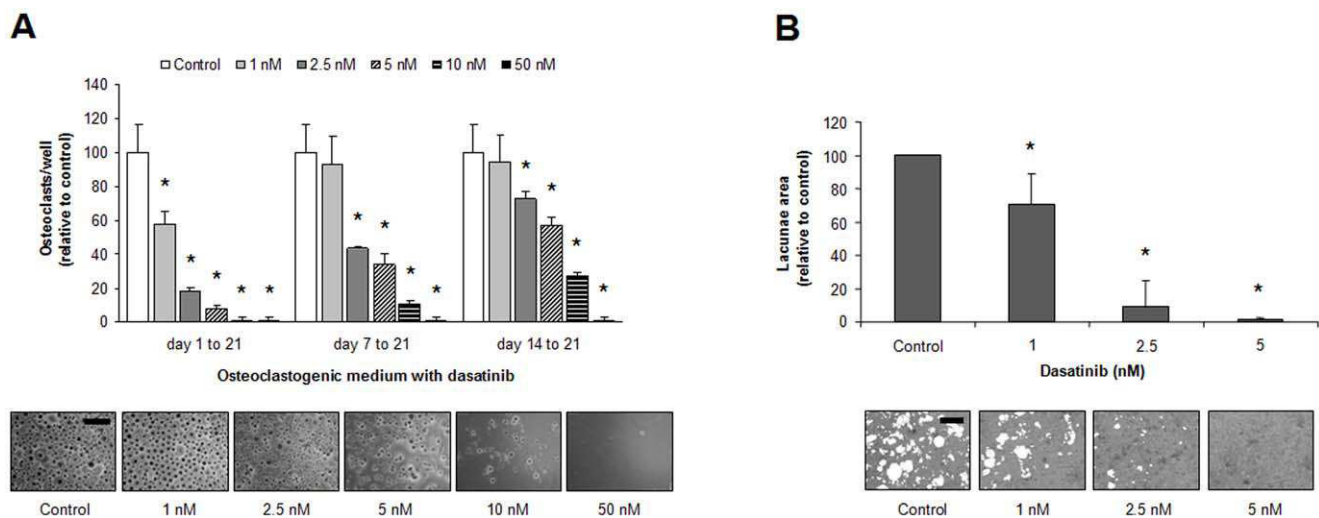 A
Control 1 nM 2.5 nM 5 nM 10 nM 50 nM
Osteoclasts/well
(relative to control)
140
120
100
80
60
40
20
0
* * * * *
* * * *
* * * *
day 1 to 21 day 7 to 21 day 14 to 21
Osteoclastogenic medium with dasatinib
Control 1 nM 2.5 nM 5 nM 10 nM 50 nM
B
Lacunae area
(relative to control)
120
100
80
60
40
20
0
* * *
Control 1 2.5 5
Dasatinib (nM)
Control 1 nM 2.5 nM 5 nM